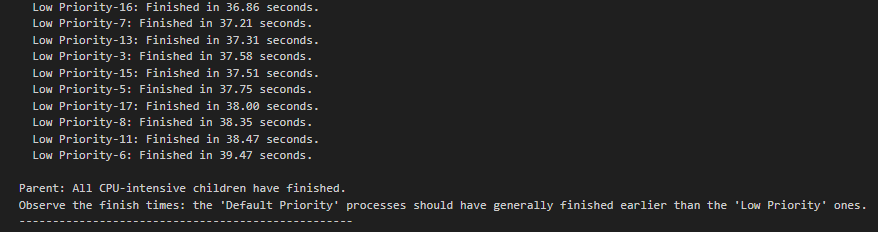 Low Priority-16: Finished in 36.86 seconds.
Low Priority-7: Finished in 37.21 seconds.
Low Priority-13: Finished in 37.31 seconds.
Low Priority-3: Finished in 37.58 seconds.
Low Priority-15: Finished in 37.51 seconds.
Low Priority-5: Finished in 37.75 seconds.
Low Priority-17: Finished in 38.00 seconds.
Low Priority-8: Finished in 38.35 seconds.
Low Priority-11: Finished in 38.47 seconds.
Low Priority-6: Finished in 39.47 seconds.
Parent: All CPU-intensive children have finished.
Observe the finish times: the 'Default Priority' processes should have generally finished earlier than the 'Low Priority' ones.
--------------------------------------------------